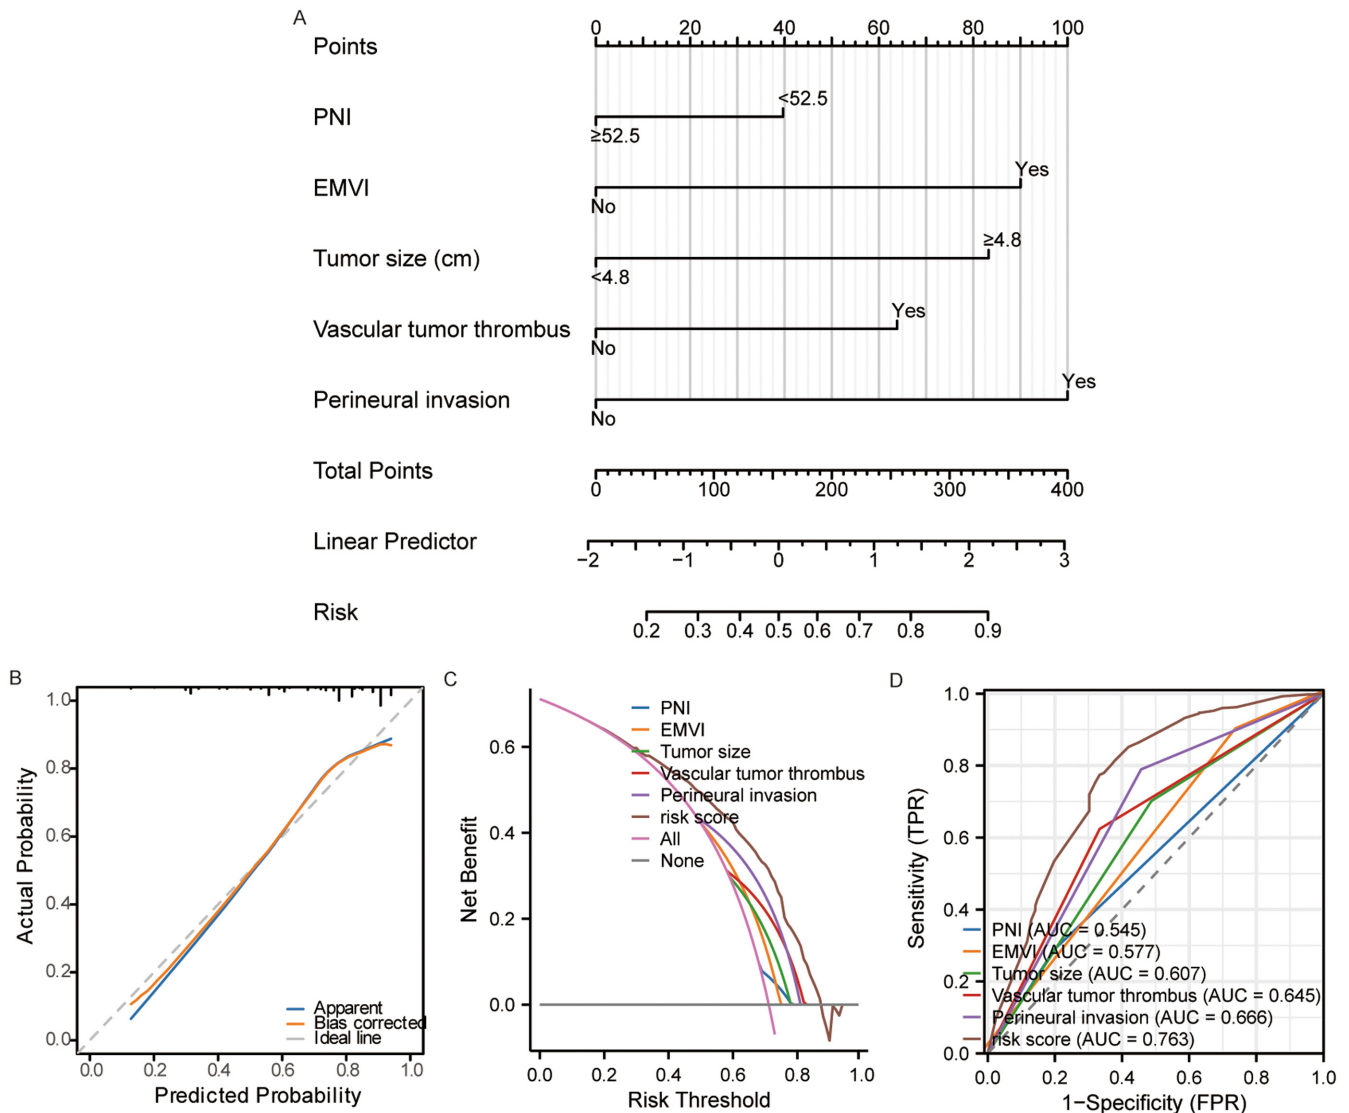 A
Points
0 20 40 60 80 100
PNI
<52.5
≥52.5
EMVI
Yes
No
Tumor size (cm)
≥4.8
<4.8
Vascular tumor thrombus
Yes
No
Perineural invasion
Yes
No
Total Points
0 100 200 300 400
Linear Predictor
−2 −1 0 1 2 3
Risk
0.2 0.3 0.4 0.5 0.6 0.7 0.8 0.9
B
Actual Probability
1.0
0.8
0.6
0.4
0.2
0.0
Apparent
Bias corrected
Ideal line
0.0 0.2 0.4 0.6 0.8 1.0
Predicted Probability
C
Net Benefit
0.6
0.4
0.2
0.0
PNI
EMVI
Tumor size
Vascular tumor thrombus
Perineural invasion
risk score
All
None
0.0 0.2 0.4 0.6 0.8 1.0
Risk Threshold
D
Sensitivity (TPR)
1.0
0.8
0.6
0.4
0.2
0.0
PNI (AUC = 0.545)
EMVI (AUC = 0.577)
Tumor size (AUC = 0.607)
Vascular tumor thrombus (AUC = 0.645)
Perineural invasion (AUC = 0.666)
risk score (AUC = 0.763)
0.0 0.2 0.4 0.6 0.8 1.0
1−Specificity (FPR)